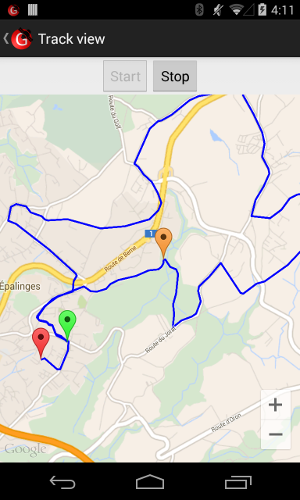 4:11
G
Track view
Start
Stop
Route du Golf
1
Route de Berne
Épalinges
Route du Jorat
Route d'Oron
+
−
Google